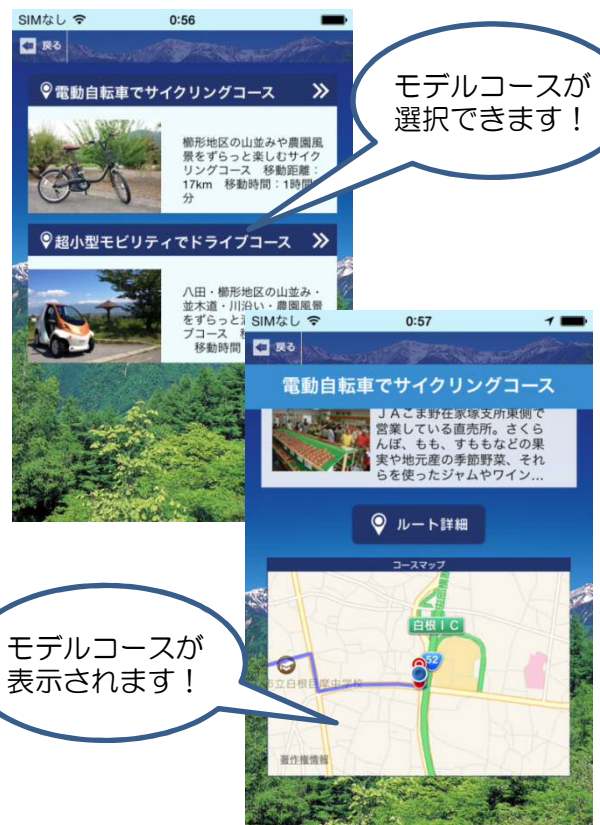 SIMなし 0:56
戻る
電動自転車でサイクリングコース
櫛形地区の山並みや農園風
景をずらっと楽しむサイク
リングコース 移動距離：
17km 移動時間：1時間
分
超小型モビリティでドライブコース
八田・櫛形地区の山並み・
並木道・川沿い・農園風景
をずらっと
ブコース
移動時間
モデルコースが
選択できます！
SIMなし 0:57
戻る
電動自転車でサイクリングコース
ＪＡこま野在家塚支所東側で
営業している直売所。さくら
んぼ、もも、すももなどの果
実や地元産の季節野菜、それ
らを使ったジャムやワイン...
ルート詳細
コースマップ
白根ＩＣ
52
市立白根巨摩中学校
著作権情報
モデルコースが
表示されます！